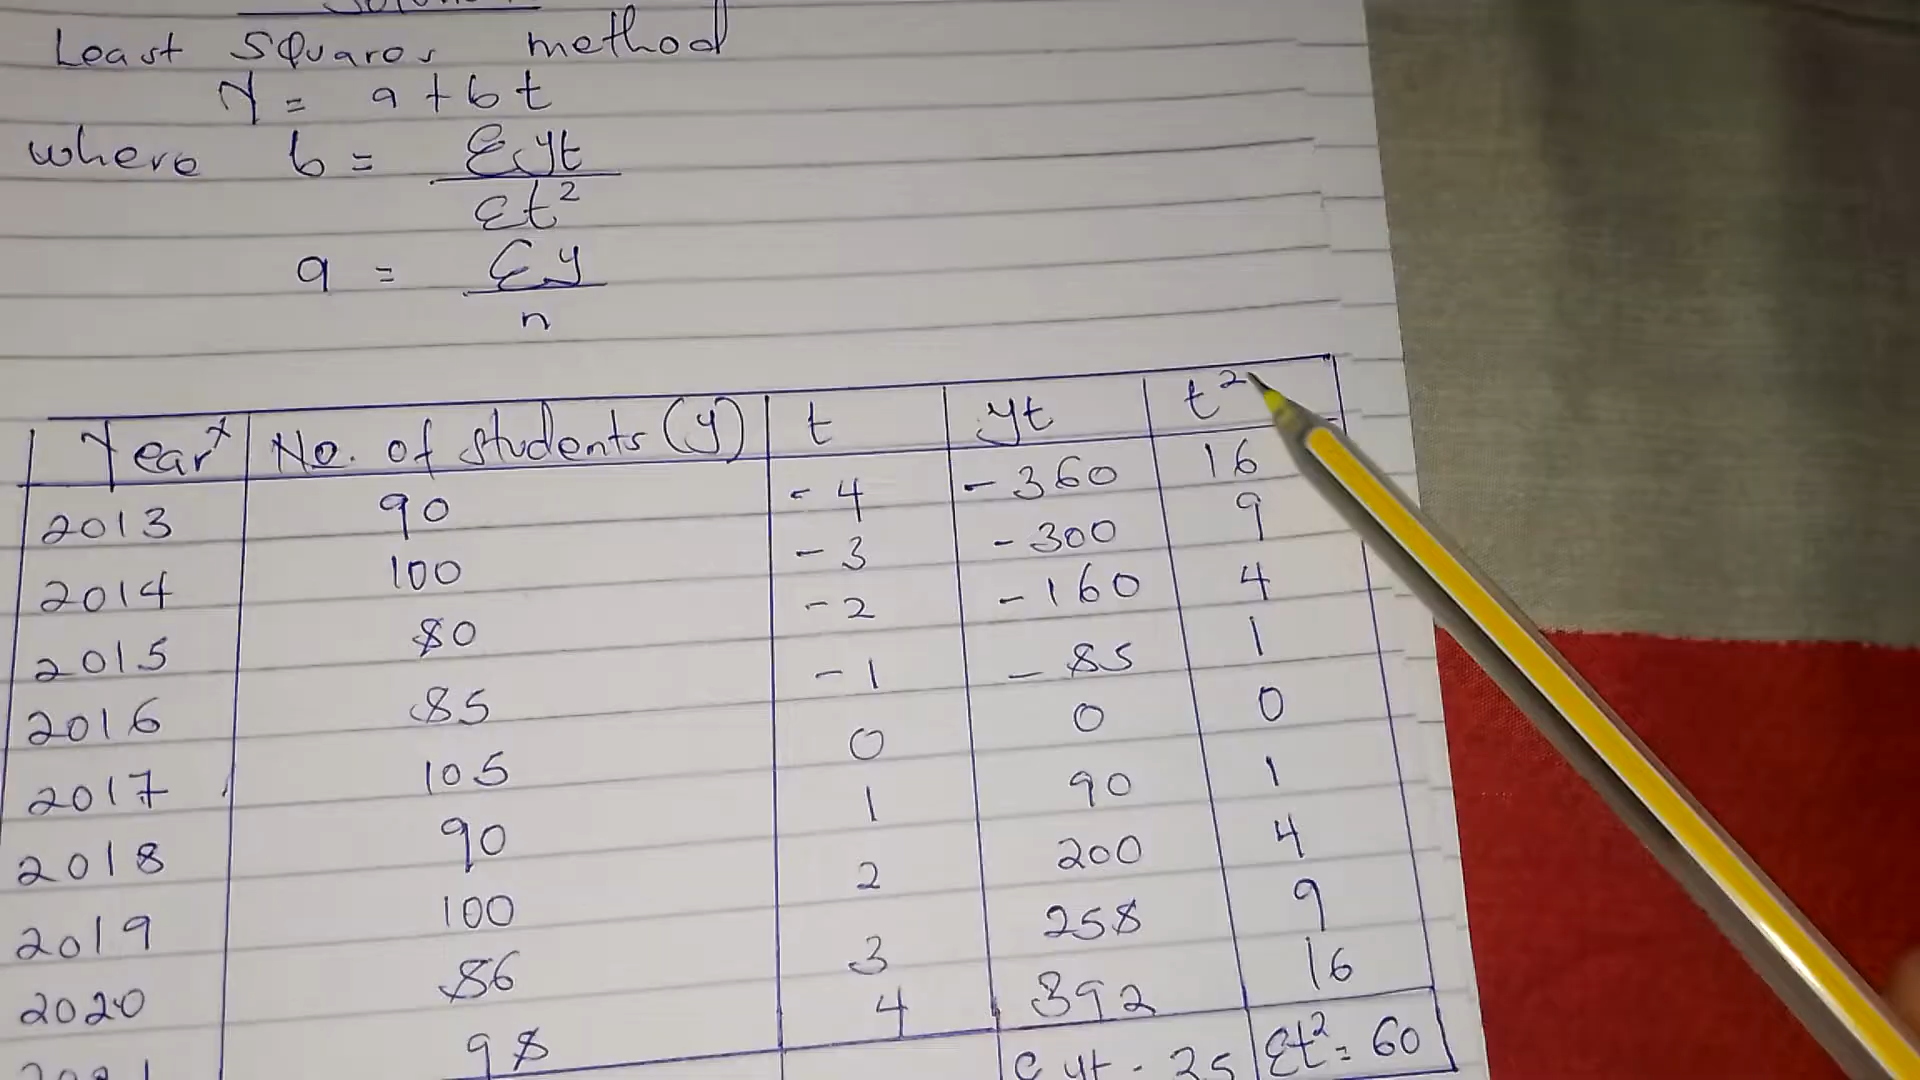 Least Squares method
Y = a + bt
where b = Σyt
Σt²
a = Σy
n
Year x No. of students (y) t yt t²
2013 90 -4 -360 16
2014 100 -3 -300 9
2015 80 -2 -160 4
2016 85 -1 -85 1
2017 105 0 0 0
2018 90 1 90 1
2019 100 2 200 4
2020 86 3 258 9
98 4 392 16
Σyt = 35 Σt² = 60